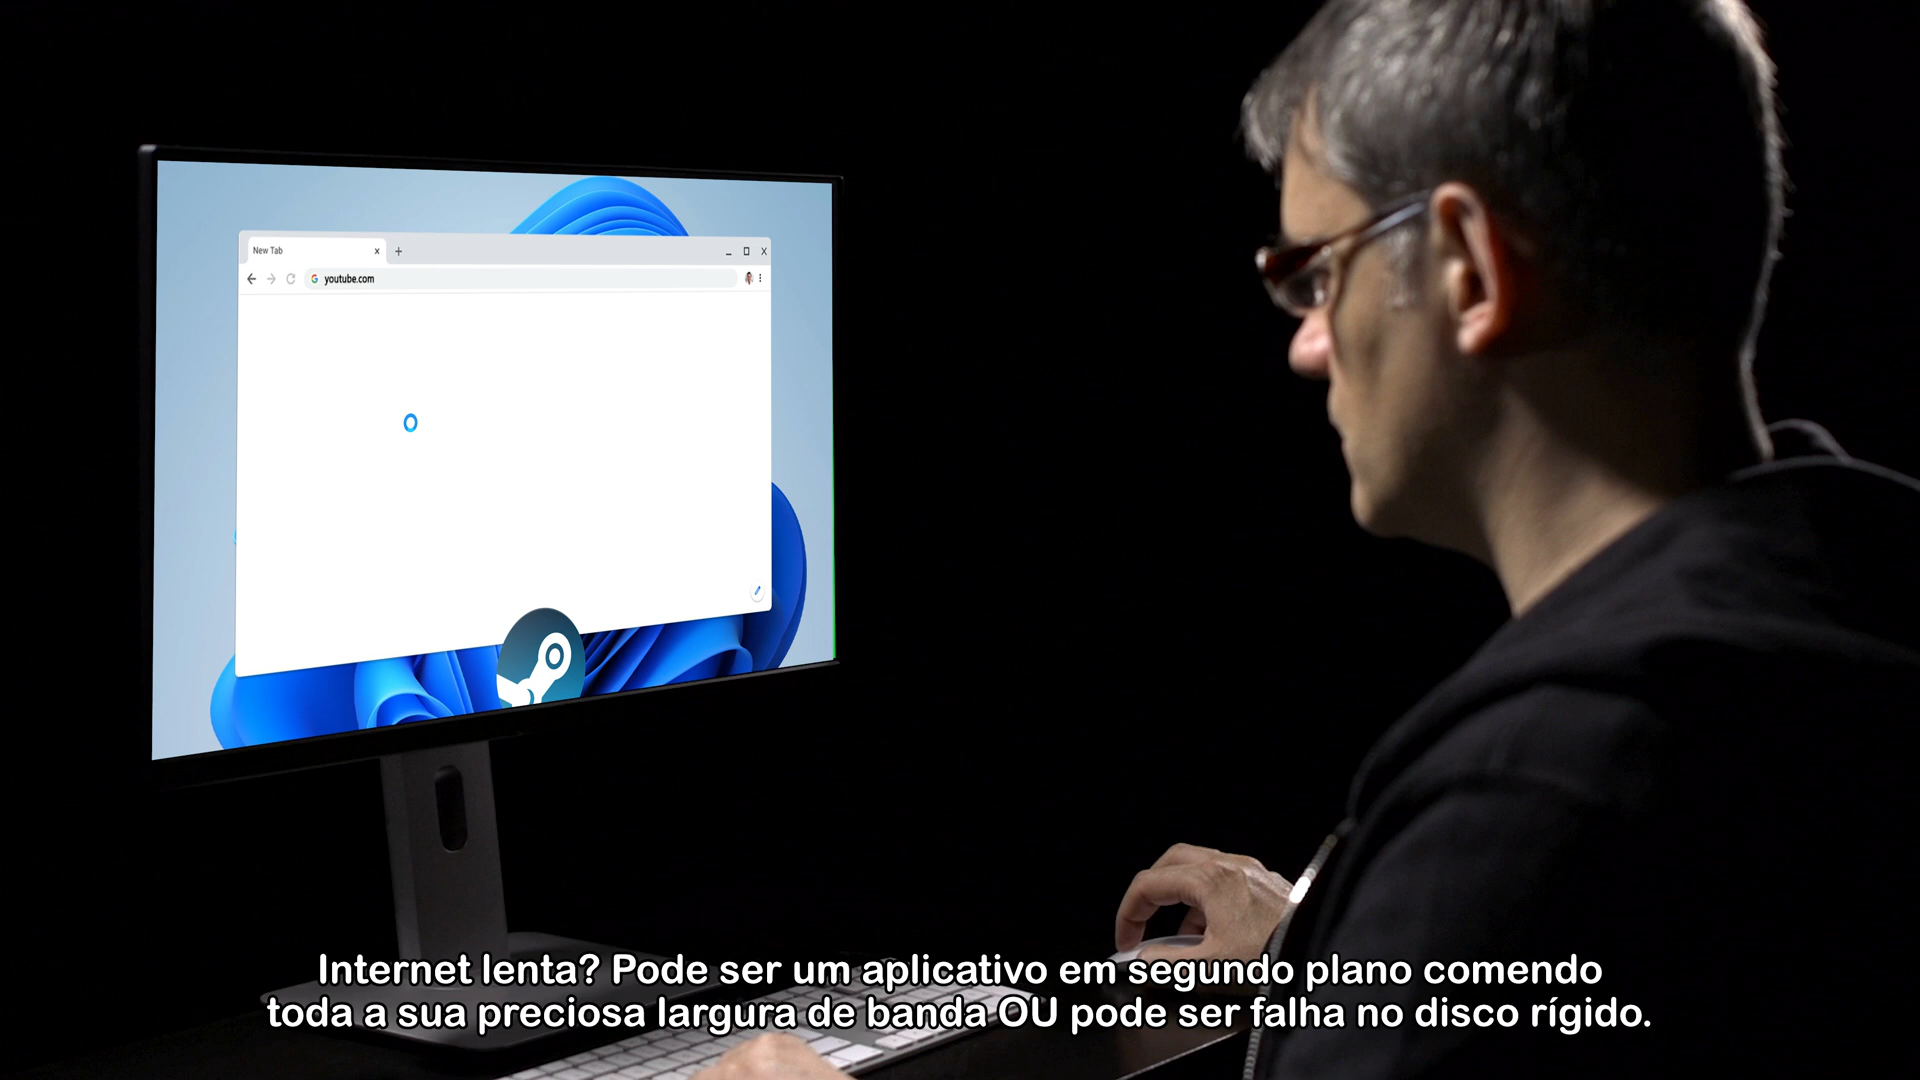 New Tab
youtube.com
Internet lenta? Pode ser um aplicativo em segundo plano comendo
toda a sua preciosa largura de banda OU pode ser falha no disco rígido.